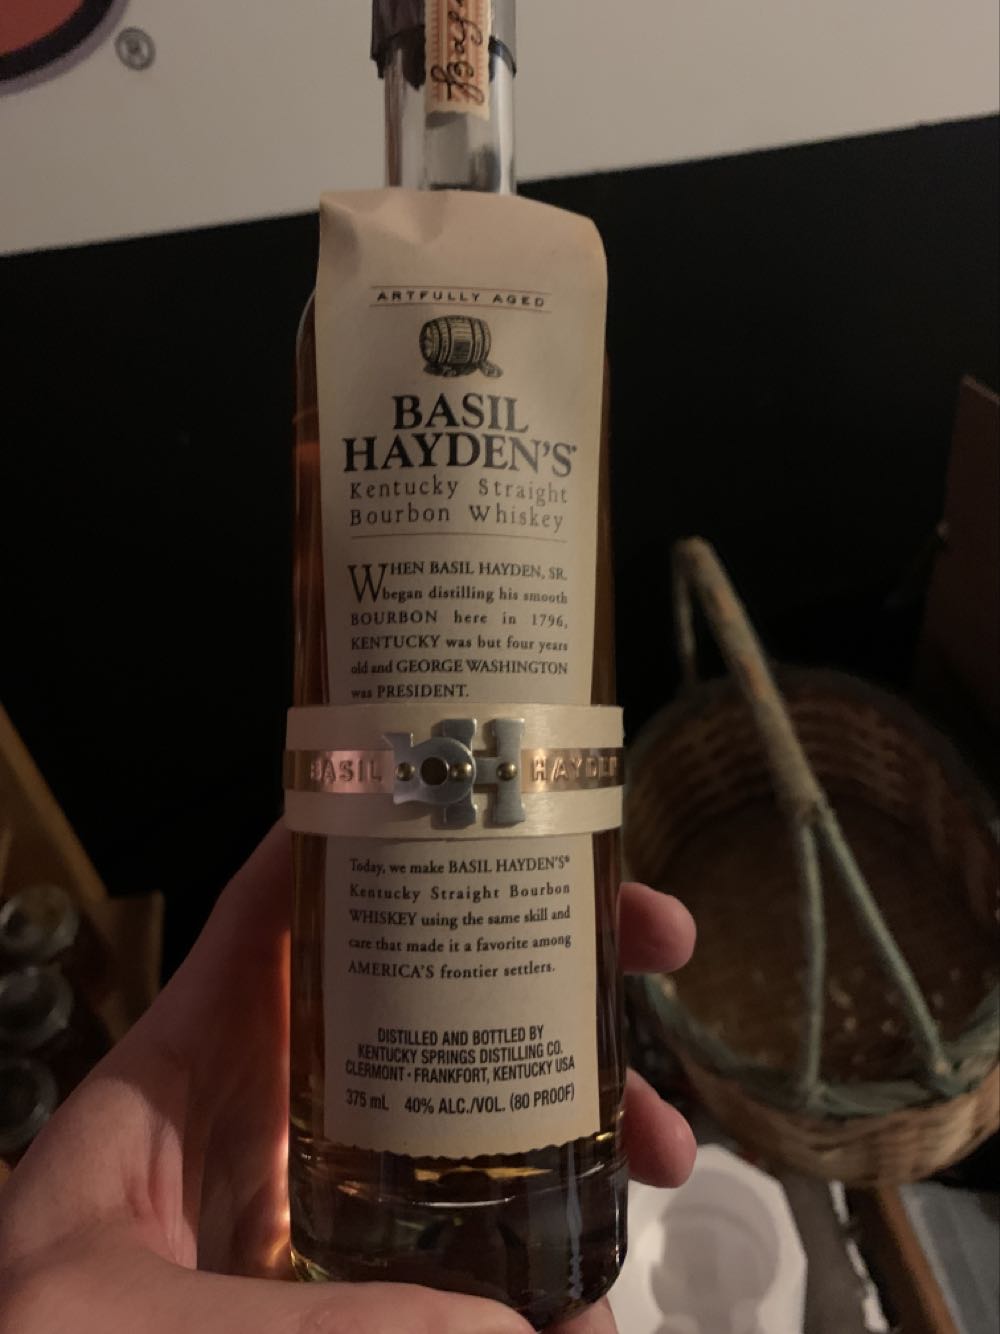 ®
ARTFULLY AGED
BASIL
HAYDEN'S®
Kentucky Straight
Bourbon Whiskey
WHEN BASIL HAYDEN, SR.
began distilling his smooth
BOURBON here in 1796,
KENTUCKY was but four years
old and GEORGE WASHINGTON
was PRESIDENT.
BASIL BH HAYDEN
Today, we make BASIL HAYDEN'S®
Kentucky Straight Bourbon
WHISKEY using the same skill and
care that made it a favorite among
AMERICA'S frontier settlers.
DISTILLED AND BOTTLED BY
KENTUCKY SPRINGS DISTILLING CO.
CLERMONT • FRANKFORT, KENTUCKY USA
375 mL 40% ALC./VOL. (80 PROOF)